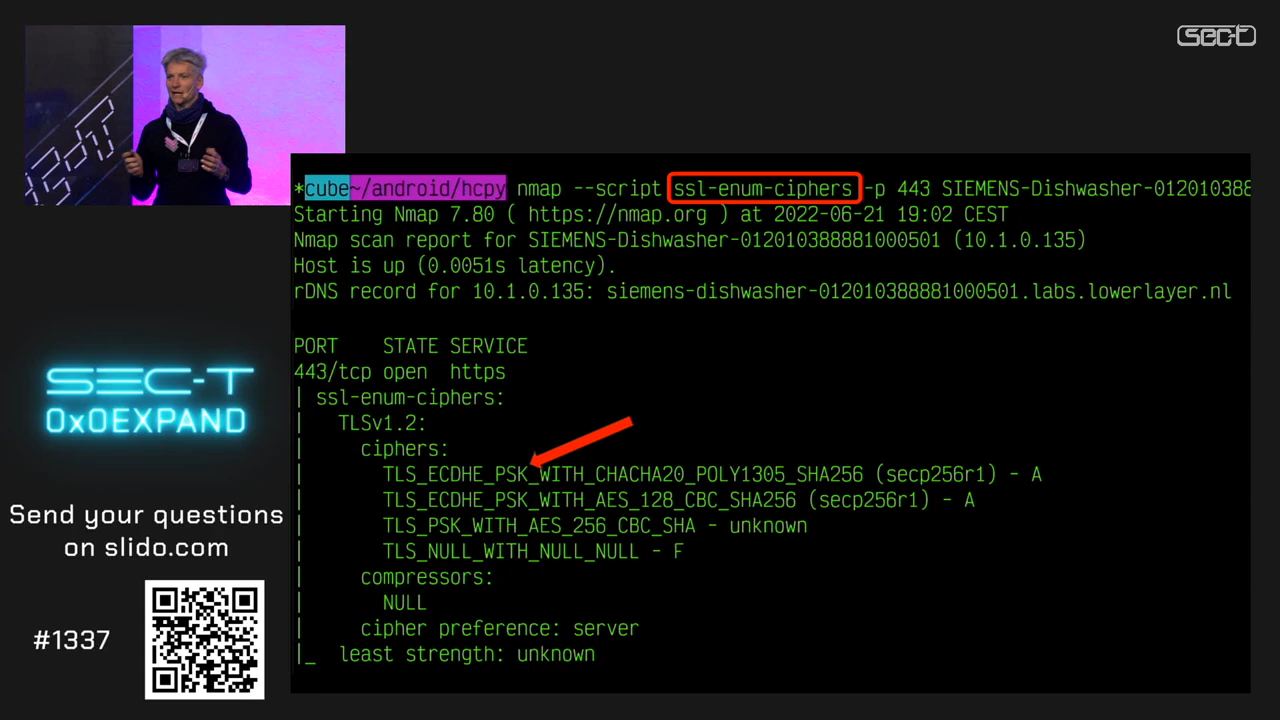 SEC-T
*cube~/android/hcpy nmap --script ssl-enum-ciphers -p 443 SIEMENS-Dishwasher-012010388
Starting Nmap 7.80 ( https://nmap.org ) at 2022-06-21 19:02 CEST
Nmap scan report for SIEMENS-Dishwasher-012010388881000501 (10.1.0.135)
Host is up (0.0051s latency).
rDNS record for 10.1.0.135: siemens-dishwasher-012010388881000501.labs.lowerlayer.nl
PORT STATE SERVICE
443/tcp open https
| ssl-enum-ciphers:
| TLSv1.2:
| ciphers:
| TLS_ECDHE_PSK_WITH_CHACHA20_POLY1305_SHA256 (secp256r1) - A
| TLS_ECDHE_PSK_WITH_AES_128_CBC_SHA256 (secp256r1) - A
| TLS_PSK_WITH_AES_256_CBC_SHA - unknown
| TLS_NULL_WITH_NULL_NULL - F
| compressors:
| NULL
| cipher preference: server
|_ least strength: unknown
SEC-T
0x0EXPAND
Send your questions
on slido.com
#1337